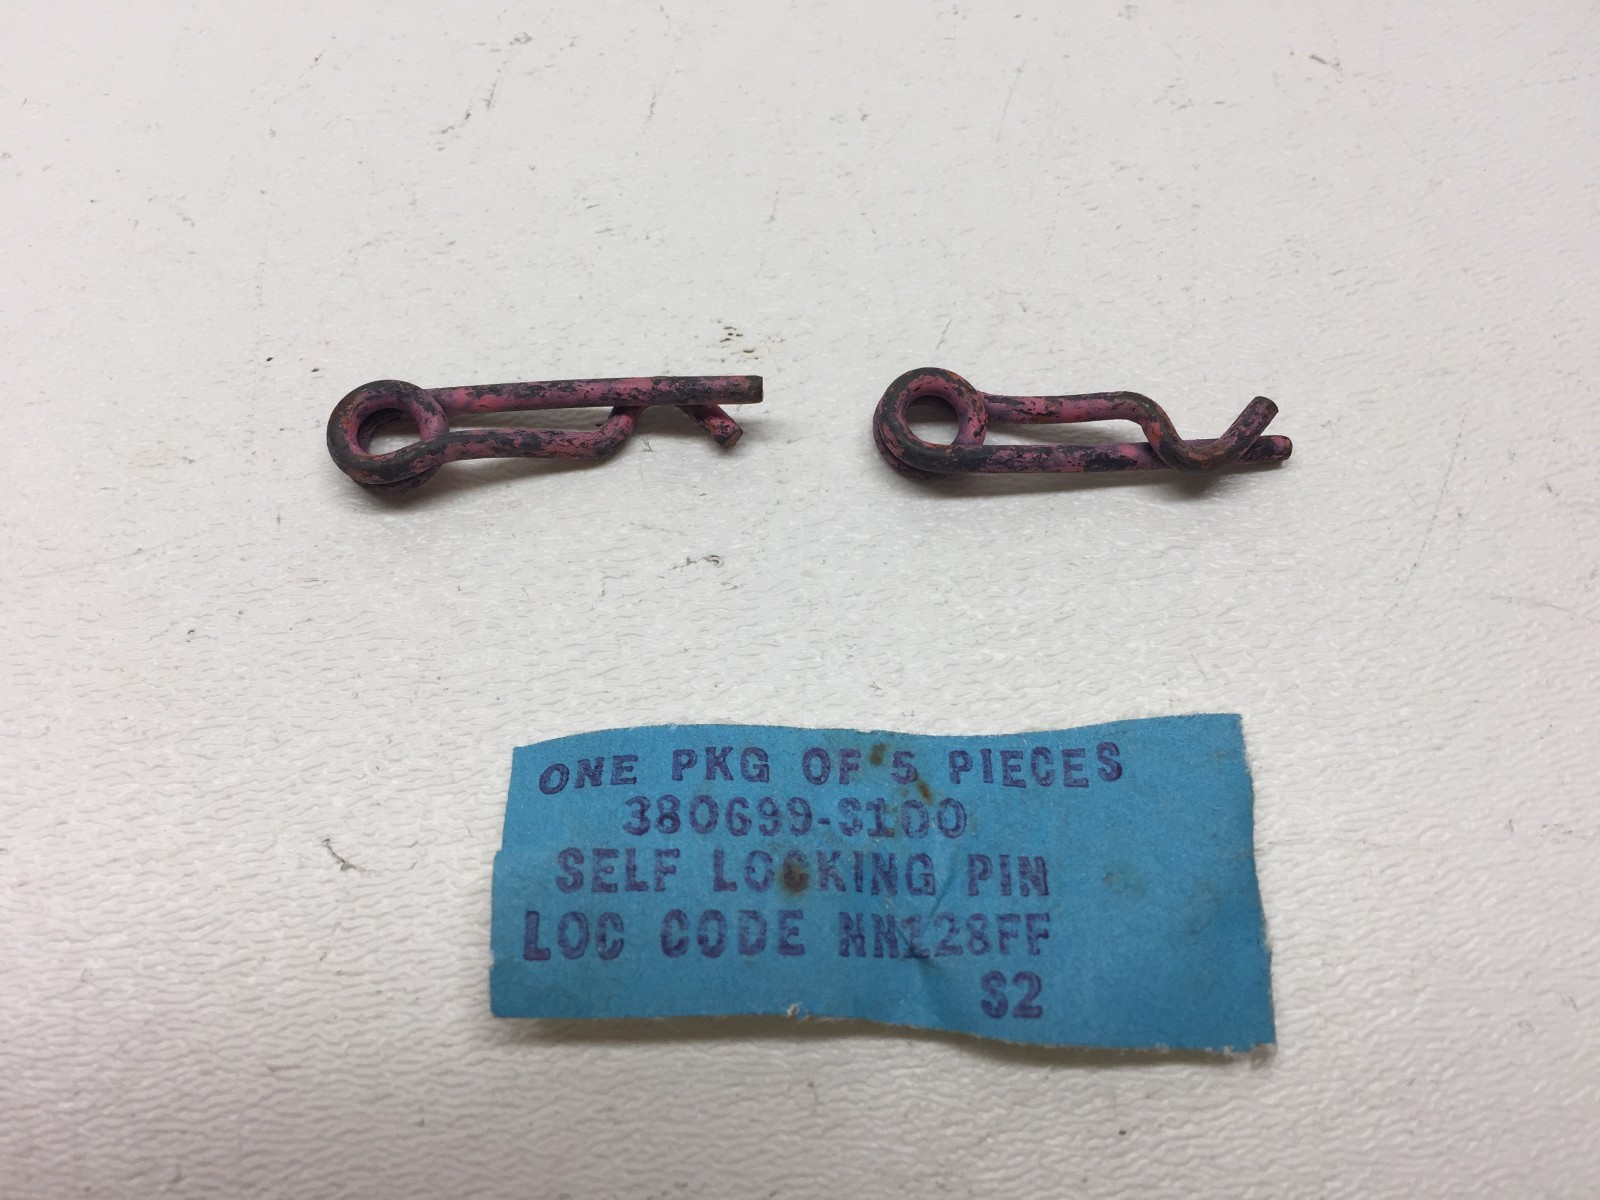 ONE PKG OF 5 PIECES
380699-S100
SELF LOCKING PIN
LOC CODE NN128FF
S2